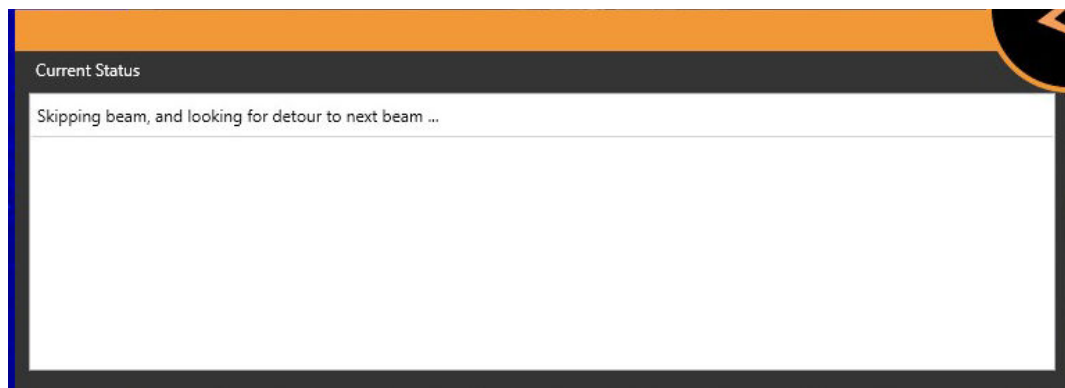 Current Status
Skipping beam, and looking for detour to next beam ...